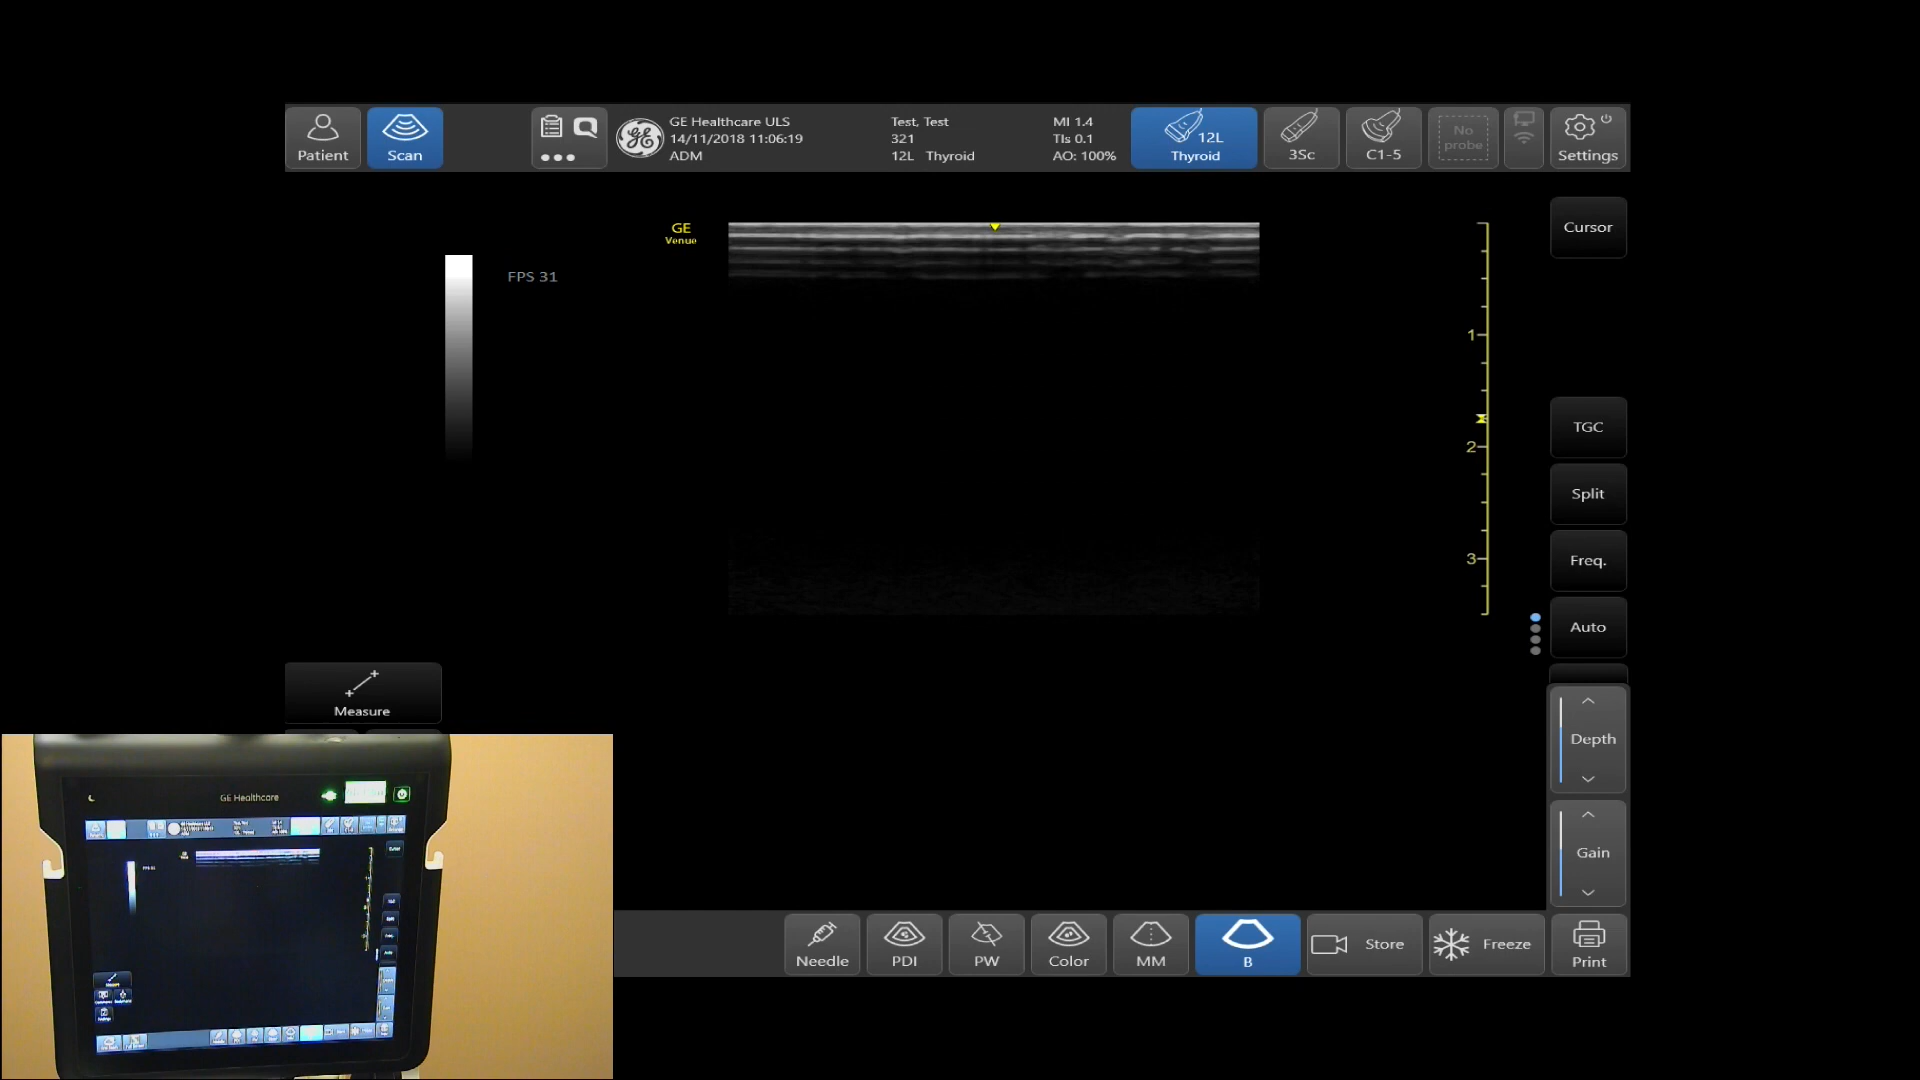 Patient
Scan
GE Healthcare ULS
14/11/2018 11:06:19
ADM
Test, Test
321
12L Thyroid
MI 1.4
TIs 0.1
AO: 100%
12L
Thyroid
3Sc
C1-5
No
probe
Settings
GE
Venue
Cursor
FPS 31
1
2
3
TGC
Split
Freq.
Auto
Measure
Depth
Gain
GE Healthcare
Needle
PDI
PW
Color
MM
B
Store
Freeze
Print